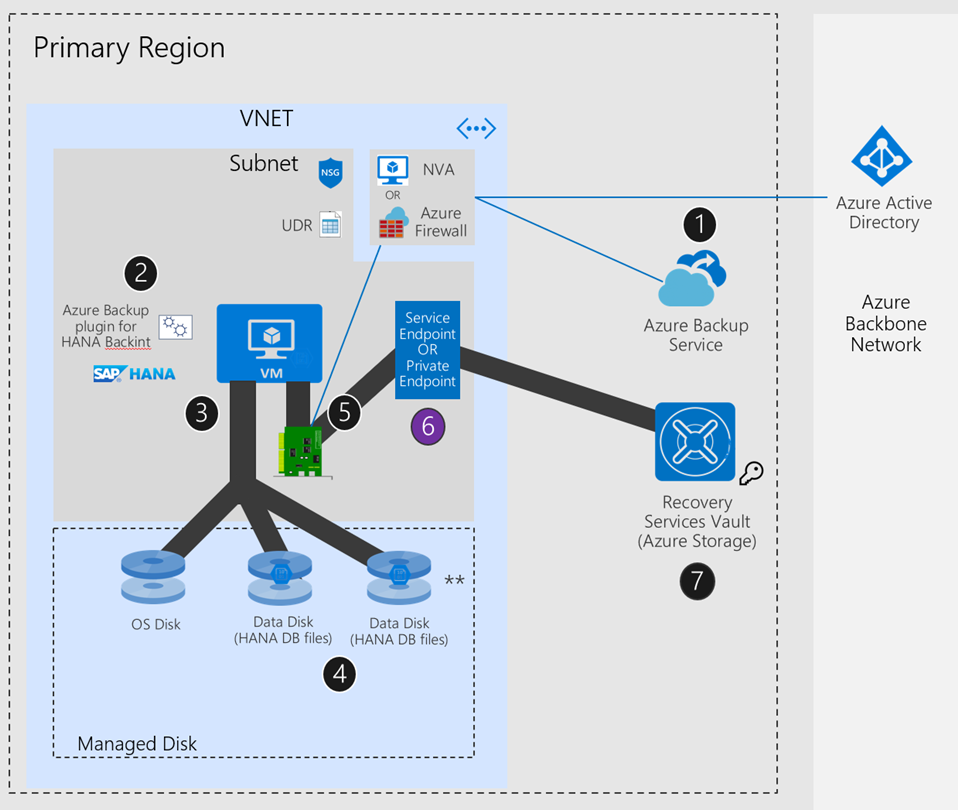 Primary Region
VNET
Subnet
NSG
UDR
NVA
OR
Azure
Firewall
Azure Active
Directory
1
Azure Backup
Service
Azure
Backbone
Network
2
Azure Backup
plugin for
HANA Backint
SAP HANA
VM
Service
Endpoint
OR
Private
Endpoint
3
5
6
Recovery
Services Vault
(Azure Storage)
7
OS Disk
Data Disk
(HANA DB files)
Data Disk
(HANA DB files)
**
4
Managed Disk